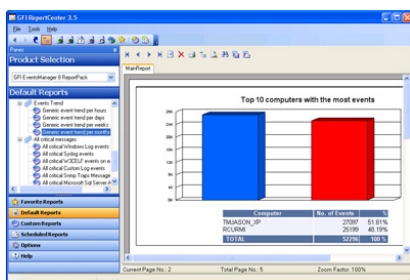 GFI ReportCenter 3.5
File Tools Help
Panes
Product Selection
GFI EventsManager 8 ReportPack
Default Reports
Events Trend
Generic event trend per hours
Generic event trend per days
Generic event trend per weeks
Generic event trend per months
All critical messages
All critical Windows Log events
All critical Syslog events
All critical W3CELF events on e
All critical Custom Log events
All critical Snmp Traps Message
All critical Microsoft Sql Server A
Favorite Reports
Default Reports
Custom Reports
Scheduled Reports
Options
Help
MainReport
Top 10 computers with the most events
Computer No. of Events %
TMJASON_XP 27097 51.81%
RCURMI 25199 48.19%
TOTAL 52296 100 %
Current Page No.: 2 Total Page No.: 5 Zoom Factor: 100%